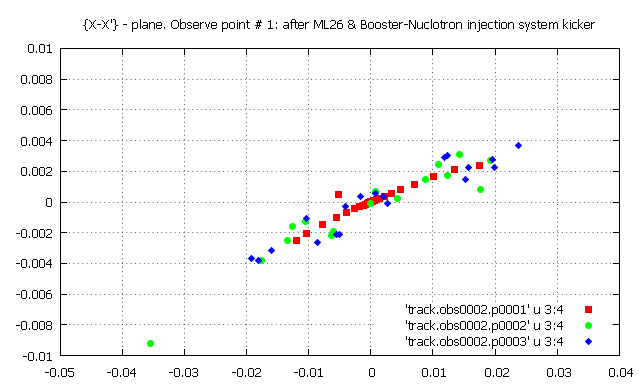 {X-X'} - plane. Observe point # 1: after ML26 & Booster-Nuclotron injection system kicker
0.01
0.008
0.006
0.004
0.002
0
-0.002
-0.004
-0.006
-0.008
-0.01
'track.obs0002.p0001' u 3:4
'track.obs0002.p0002' u 3:4
'track.obs0002.p0003' u 3:4
-0.05 -0.04 -0.03 -0.02 -0.01 0 0.01 0.02 0.03 0.04